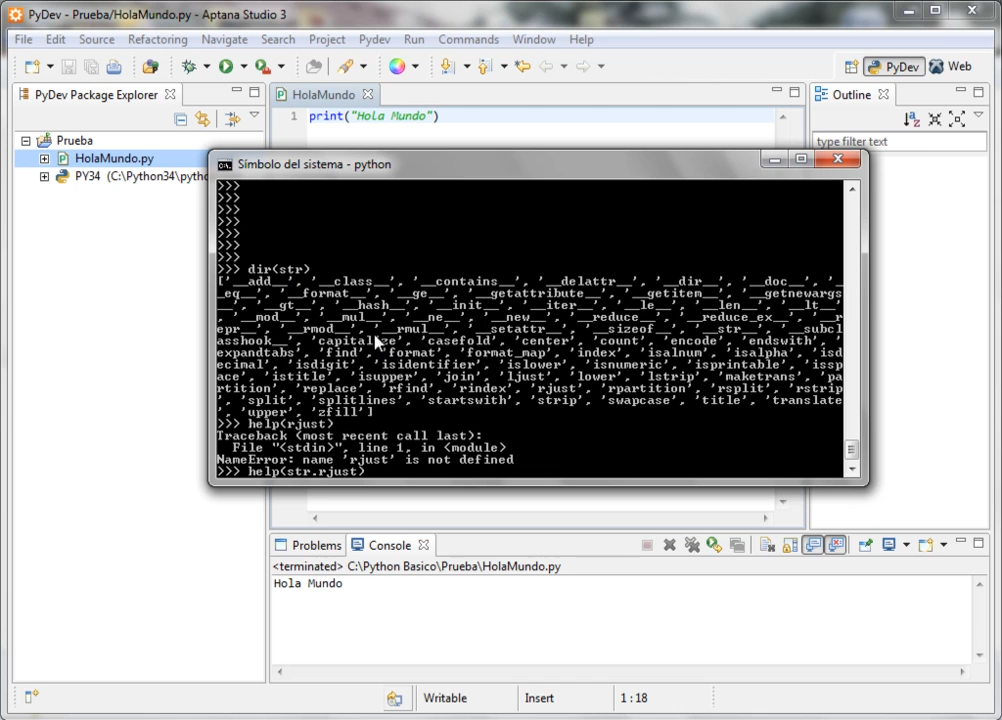 PyDev - Prueba/HolaMundo.py - Aptana Studio 3
File Edit Source Refactoring Navigate Search Project Pydev Run Commands Window Help
PyDev Web
PyDev Package Explorer
HolaMundo
Outline
1 print("Hola Mundo")
type filter text
Prueba
HolaMundo.py
PY34 (C:\Python34\pytho
Símbolo del sistema - python
>>>
>>>
>>>
>>>
>>>
>>>
>>>
>>> dir(str)
['__add__', '__class__', '__contains__', '__delattr__', '__dir__', '__doc__', '_
_eq__', '__format__', '__ge__', '__getattribute__', '__getitem__', '__getnewargs
__', '__gt__', '__hash__', '__init__', '__iter__', '__le__', '__len__', '__lt__'
, '__mod__', '__mul__', '__ne__', '__new__', '__reduce__', '__reduce_ex__', '__r
epr__', '__rmod__', '__rmul__', '__setattr__', '__sizeof__', '__str__', '__subcl
asshook__', 'capitalize', 'casefold', 'center', 'count', 'encode', 'endswith', '
expandtabs', 'find', 'format', 'format_map', 'index', 'isalnum', 'isalpha', 'isd
ecimal', 'isdigit', 'isidentifier', 'islower', 'isnumeric', 'isprintable', 'issp
ace', 'istitle', 'isupper', 'join', 'ljust', 'lower', 'lstrip', 'maketrans', 'pa
rtition', 'replace', 'rfind', 'rindex', 'rjust', 'rpartition', 'rsplit', 'rstrip
', 'split', 'splitlines', 'startswith', 'strip', 'swapcase', 'title', 'translate
', 'upper', 'zfill']
>>> help(rjust)
Traceback (most recent call last):
  File "<stdin>", line 1, in <module>
NameError: name 'rjust' is not defined
>>> help(str.rjust)
Problems Console
<terminated> C:\Python Basico\Prueba\HolaMundo.py
Hola Mundo
Writable Insert 1 : 18